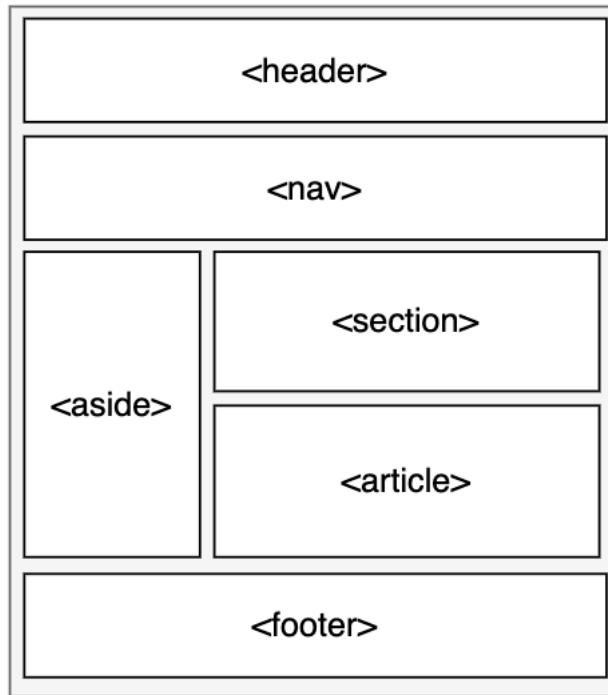 <header>
<nav>
<section>
<aside>
<article>
<footer>